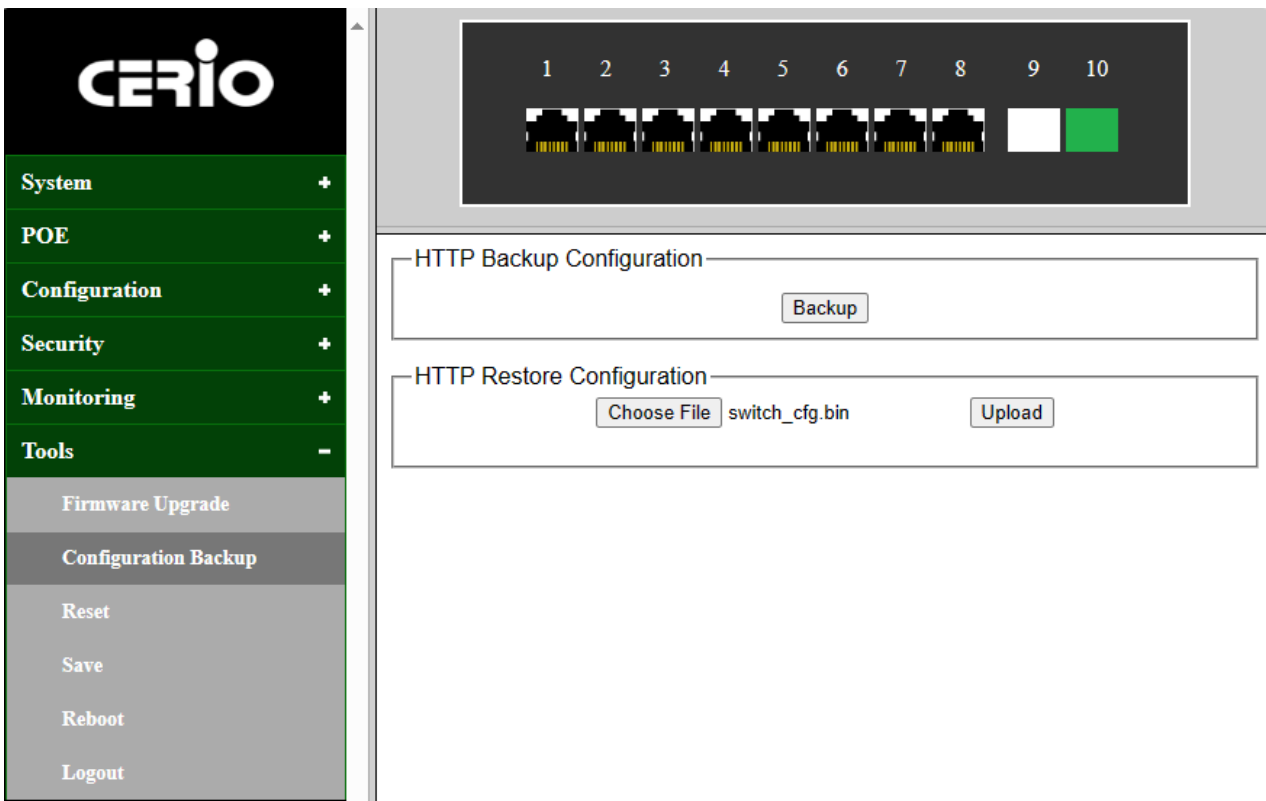 CERIO
System
POE
Configuration
Security
Monitoring
Tools
Firmware Upgrade
Configuration Backup
Reset
Save
Reboot
Logout
1 2 3 4 5 6 7 8 9 10
HTTP Backup Configuration
Backup
HTTP Restore Configuration
Choose File switch_cfg.bin Upload